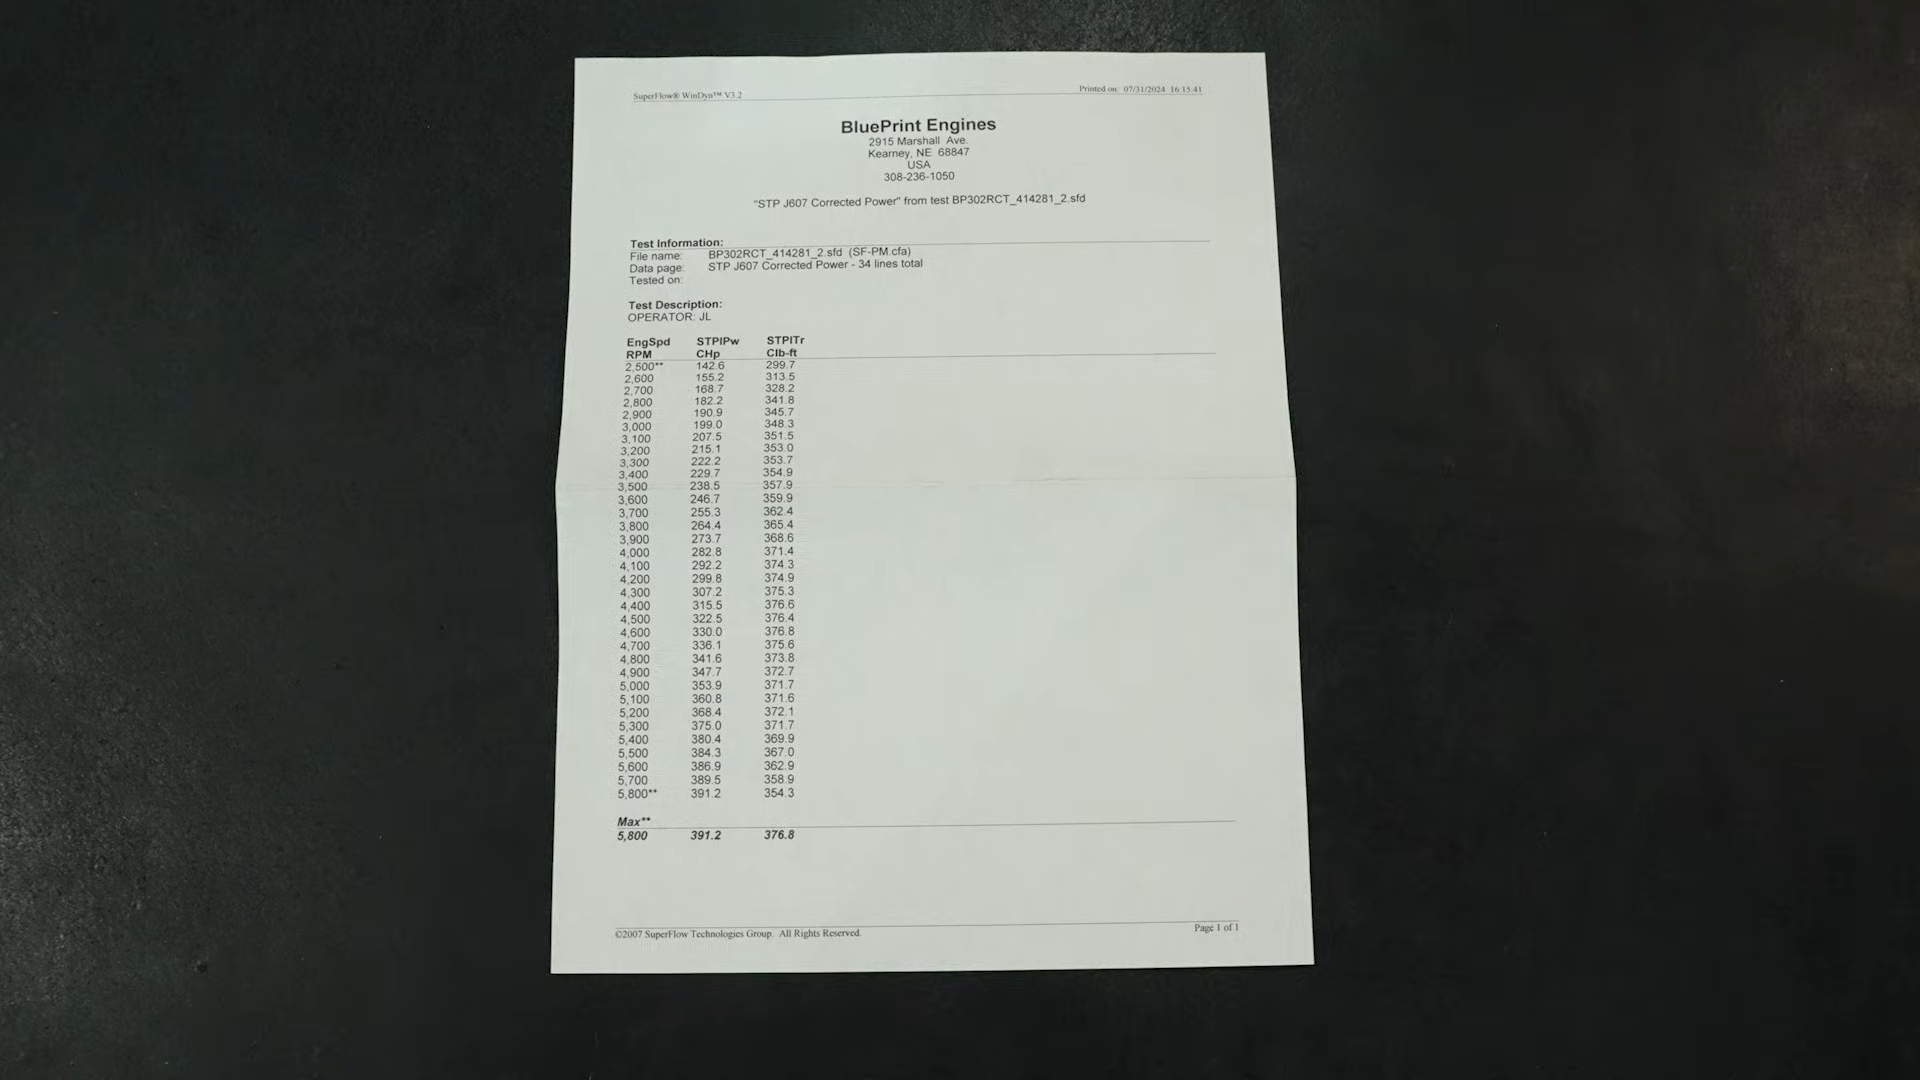 SuperFlow® WinDyn™ V3.2 Printed on: 07/31/2024 16:15:41
BluePrint Engines
2915 Marshall Ave.
Kearney, NE 68847
USA
308-236-1050
"STP J607 Corrected Power" from test BP302RCT_414281_2.sfd
Test Information:
File name: BP302RCT_414281_2.sfd (SF-PM.cfa)
Data page: STP J607 Corrected Power - 34 lines total
Tested on:
Test Description:
OPERATOR: JL
EngSpd STPIPw STPITr
RPM CHp Clb-ft
2,500** 142.6 299.7
2,600 155.2 313.5
2,700 168.7 328.2
2,800 182.2 341.8
2,900 190.9 345.7
3,000 199.0 348.3
3,100 207.5 351.5
3,200 215.1 353.0
3,300 222.2 353.7
3,400 229.7 354.9
3,500 238.5 357.9
3,600 246.7 359.9
3,700 255.3 362.4
3,800 264.4 365.4
3,900 273.7 368.6
4,000 282.8 371.4
4,100 292.2 374.3
4,200 299.8 374.9
4,300 307.2 375.3
4,400 315.5 376.6
4,500 322.5 376.4
4,600 330.0 376.8
4,700 336.1 375.6
4,800 341.6 373.8
4,900 347.7 372.7
5,000 353.9 371.7
5,100 360.8 371.6
5,200 368.4 372.1
5,300 375.0 371.7
5,400 380.4 369.9
5,500 384.3 367.0
5,600 386.9 362.9
5,700 389.5 358.9
5,800** 391.2 354.3
Max**
5,800 391.2 376.8
©2007 SuperFlow Technologies Group. All Rights Reserved. Page 1 of 1